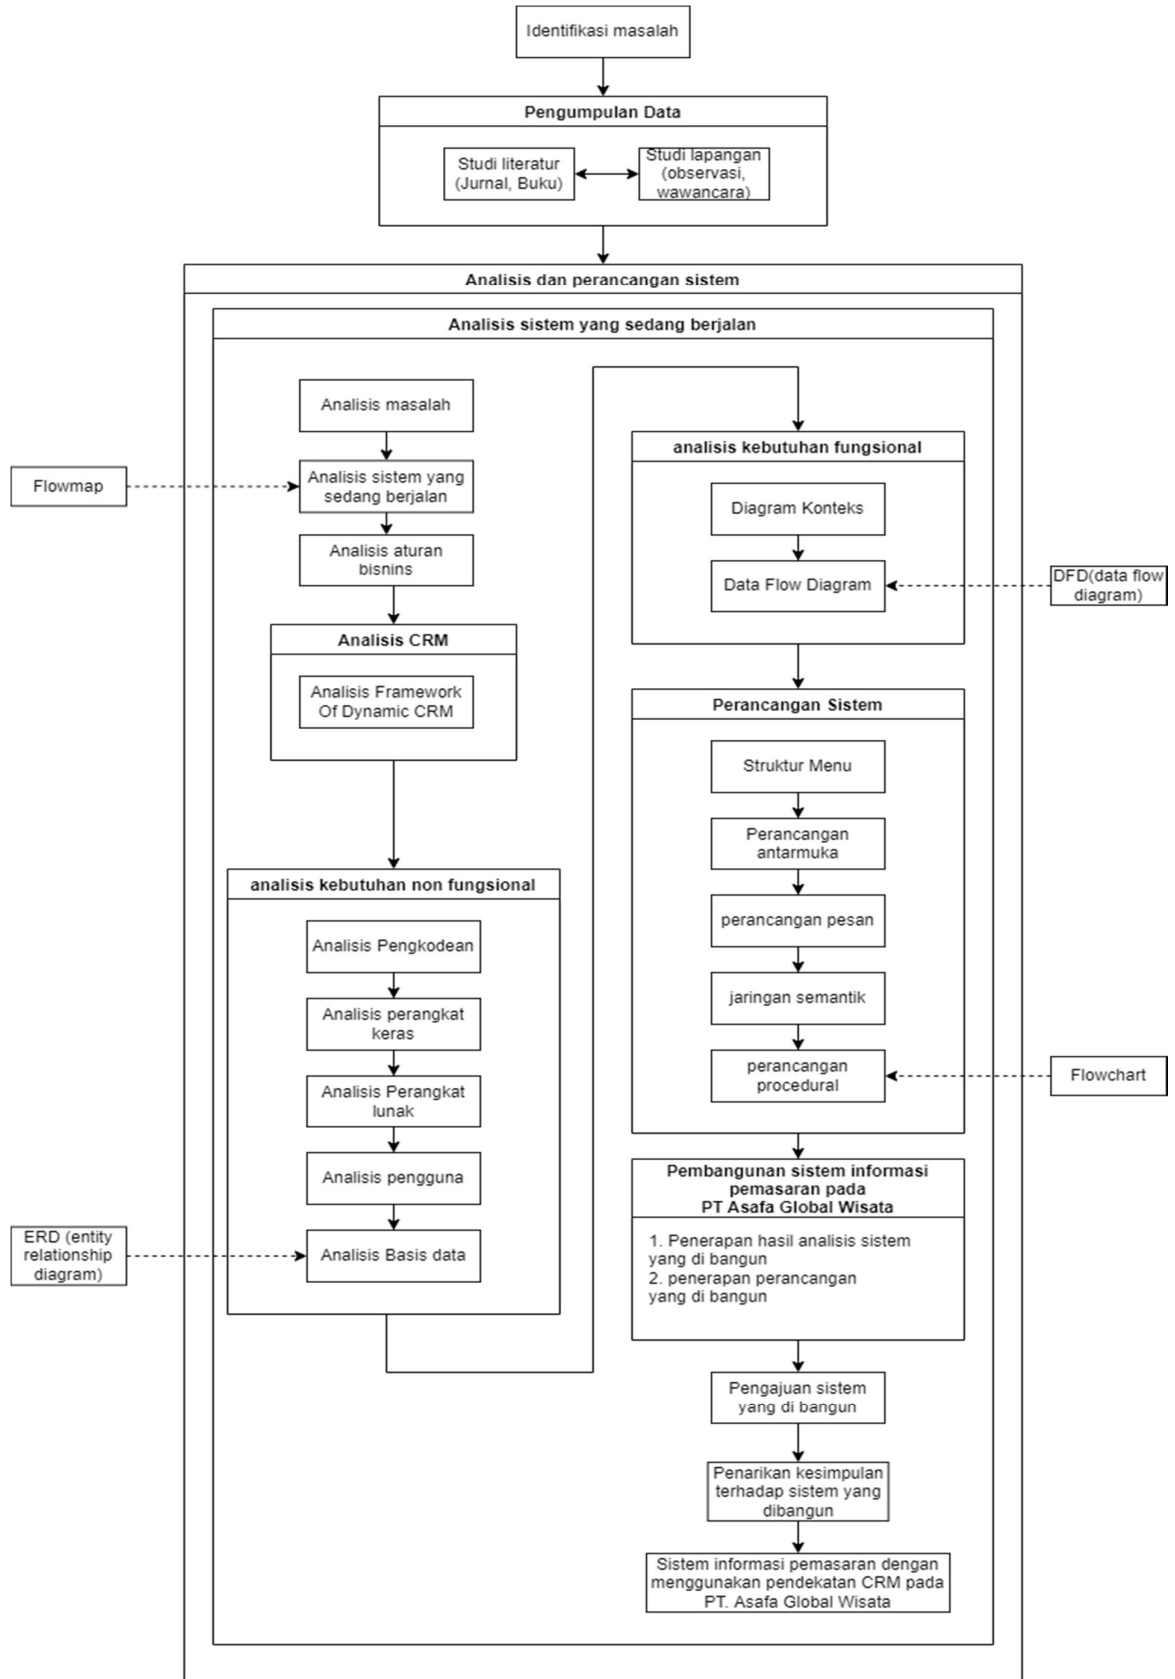 Identifikasi masalah
Pengumpulan Data
Studi literatur
(Jurnal, Buku)
Studi lapangan
(observasi,
wawancara)
Analisis dan perancangan sistem
Analisis sistem yang sedang berjalan
Analisis masalah
Flowmap
Analisis sistem yang
sedang berjalan
Analisis aturan
bisnins
Analisis CRM
Analisis Framework
Of Dynamic CRM
analisis kebutuhan non fungsional
Analisis Pengkodean
Analisis perangkat
keras
Analisis Perangkat
lunak
Analisis pengguna
ERD (entity
relationship
diagram)
Analisis Basis data
analisis kebutuhan fungsional
Diagram Konteks
Data Flow Diagram
DFD(data flow
diagram)
Perancangan Sistem
Struktur Menu
Perancangan
antarmuka
perancangan pesan
jaringan semantik
perancangan
procedural
Flowchart
Pembangunan sistem informasi
pemasaran pada
PT Asafa Global Wisata
1. Penerapan hasil analisis sistem
yang di bangun
2. penerapan perancangan
yang di bangun
Pengajuan sistem
yang di bangun
Penarikan kesimpulan
terhadap sistem yang
dibangun
Sistem informasi pemasaran dengan
menggunakan pendekatan CRM pada
PT. Asafa Global Wisata